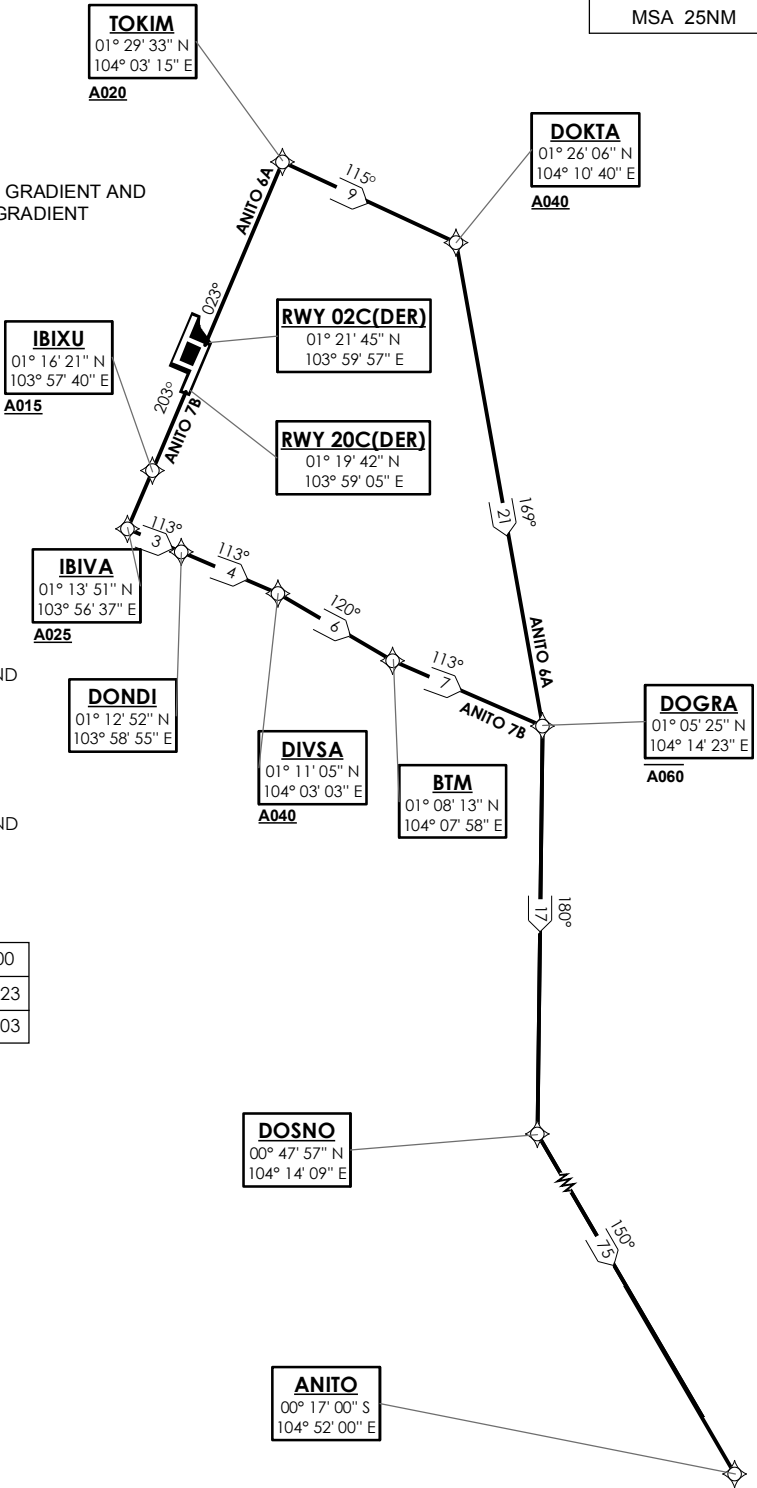 MSA 25NM
TOKIM
01° 29' 33" N
104° 03' 15" E
A020
DOKTA
01° 26' 06" N
104° 10' 40" E
A040
GRADIENT AND
GRADIENT
115°
9
ANITO 6A
023°
RWY 02C(DER)
01° 21' 45" N
103° 59' 57" E
IBIXU
01° 16' 21" N
103° 57' 40" E
A015
203°
ANITO 7B
RWY 20C(DER)
01° 19' 42" N
103° 59' 05" E
169°
21
113°
3
113°
4
IBIVA
01° 13' 51" N
103° 56' 37" E
A025
120°
6
ANITO 6A
113°
7
ANITO 7B
ND
DONDI
01° 12' 52" N
103° 58' 55" E
DOGRA
01° 05' 25" N
104° 14' 23" E
A060
DIVSA
01° 11' 05" N
104° 03' 03" E
A040
BTM
01° 08' 13" N
104° 07' 58" E
ND
180°
17
00
23
03
DOSNO
00° 47' 57" N
104° 14' 09" E
150°
75
ANITO
00° 17' 00" S
104° 52' 00" E